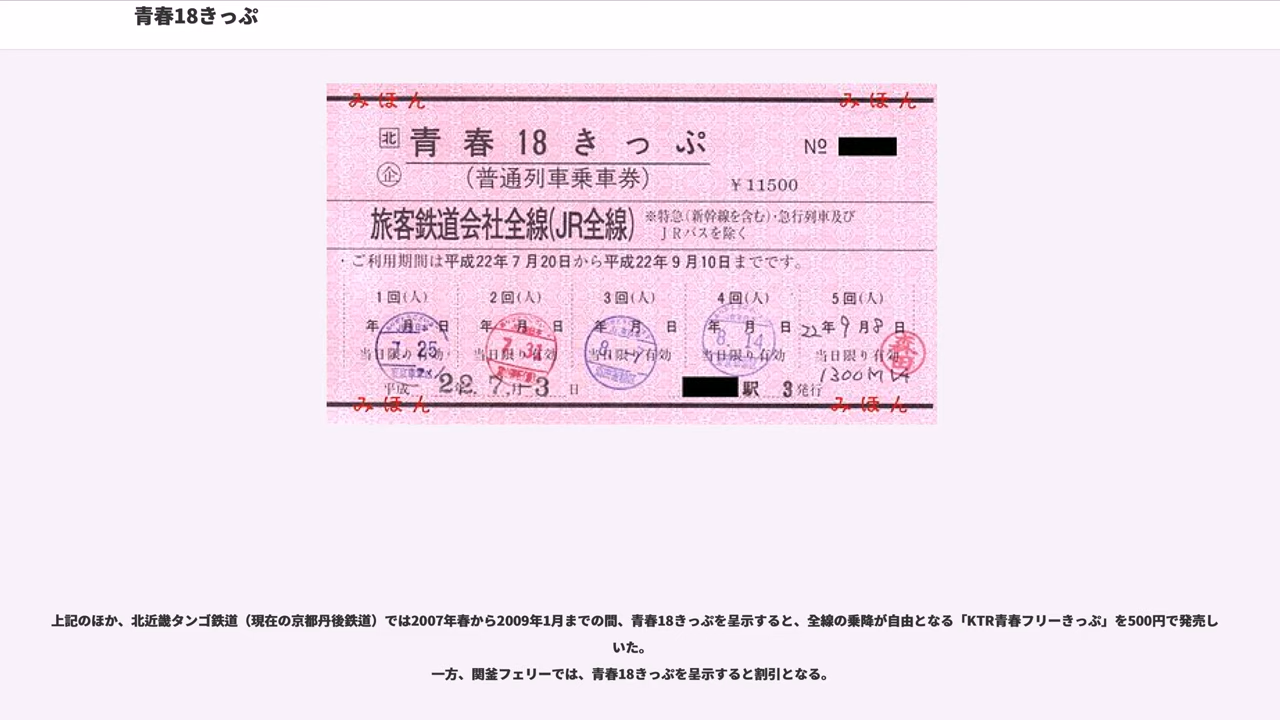 青春18きっぷ
みほん みほん
北 青春18きっぷ Nº
企 (普通列車乗車券) ¥11500
旅客鉄道会社全線(JR全線) ※特急(新幹線を含む)・急行列車及び
JRバスを除く
・ご利用期間は平成22年7月20日から平成22年9月10日までです。
1回(人) 2回(人) 3回(人) 4回(人) 5回(人)
年 月 日 年 月 日 年 月 日 年 月 日 22年9月8日
7. 25 7. 31 8. 14 森田
当日限り有効 当日限り有効 当日限り有効 当日限り有効 当日限り有効
平成 22.年7.月-3 日 駅 3発行
みほん みほん
上記のほか、北近畿タンゴ鉄道（現在の京都丹後鉄道）では2007年春から2009年1月までの間、青春18きっぷを呈示すると、全線の乗降が自由となる「KTR青春フリーきっぷ」を500円で発売し
いた。
一方、関釜フェリーでは、青春18きっぷを呈示すると割引となる。